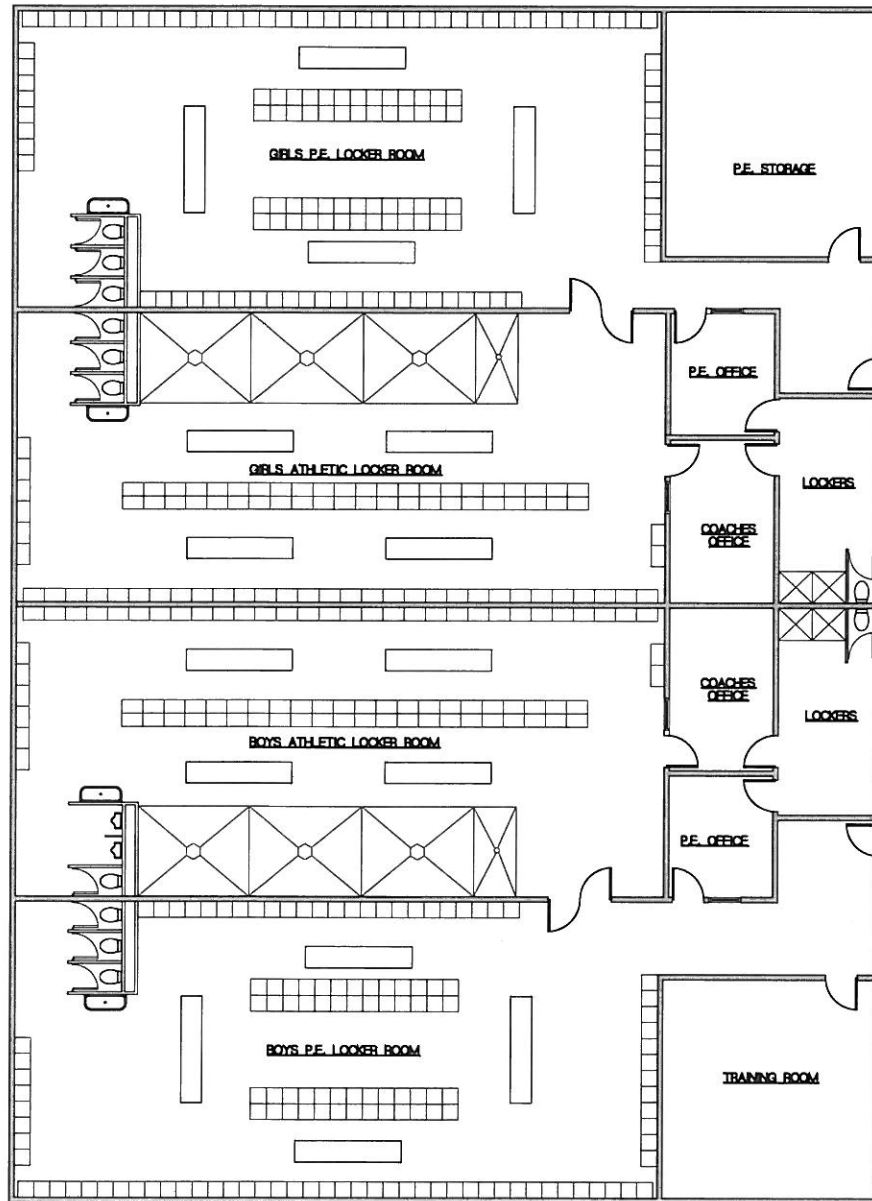 GIRLS P.E. LOCKER ROOM
P.E. STORAGE
P.E. OFFICE
GIRLS ATHLETIC LOCKER ROOM
LOCKERS
COACHES
OFFICE
COACHES
OFFICE
LOCKERS
BOYS ATHLETIC LOCKER ROOM
P.E. OFFICE
BOYS P.E. LOCKER ROOM
TRAINING ROOM